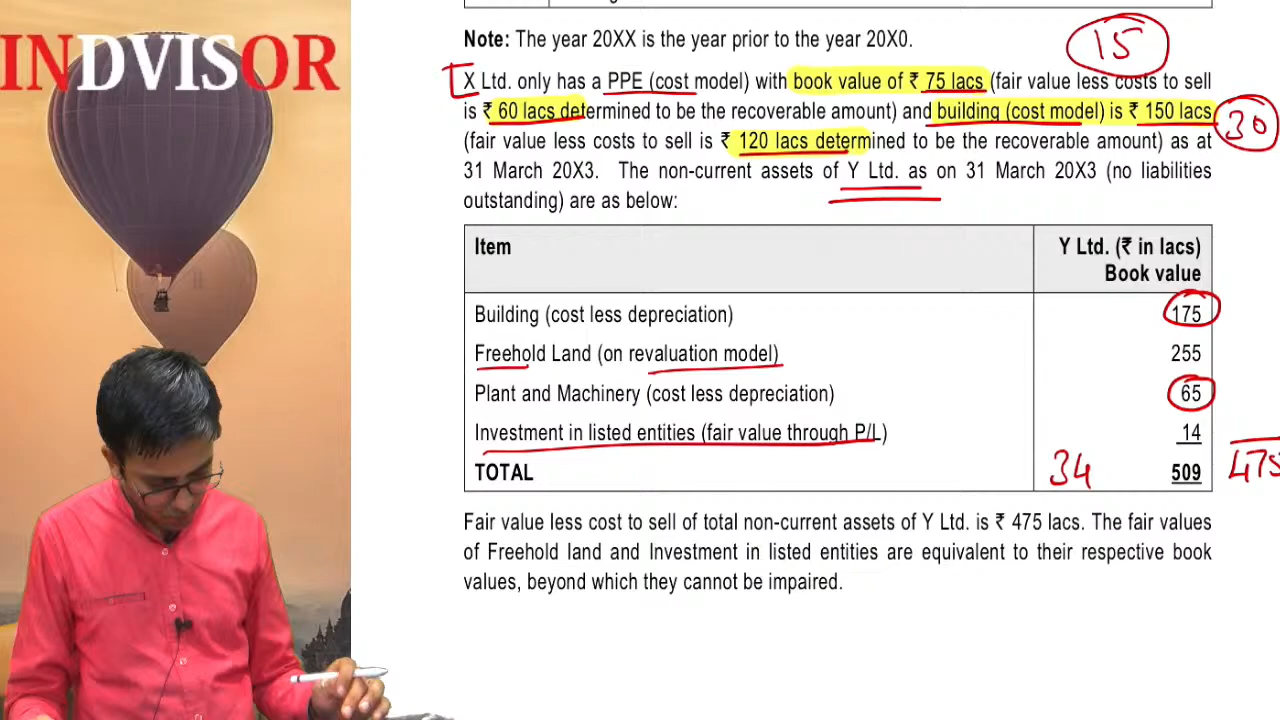 INDVISOR
Note: The year 20XX is the year prior to the year 20X0.
15
X Ltd. only has a PPE (cost model) with book value of ₹ 75 lacs (fair value less costs to sell
is ₹ 60 lacs determined to be the recoverable amount) and building (cost model) is ₹ 150 lacs
30
(fair value less costs to sell is ₹ 120 lacs determined to be the recoverable amount) as at
31 March 20X3. The non-current assets of Y Ltd. as on 31 March 20X3 (no liabilities
outstanding) are as below:
Item Y Ltd. (₹ in lacs)
Book value
Building (cost less depreciation) 175
Freehold Land (on revaluation model) 255
Plant and Machinery (cost less depreciation) 65
Investment in listed entities (fair value through P/L) 14
TOTAL 34 509 475
Fair value less cost to sell of total non-current assets of Y Ltd. is ₹ 475 lacs. The fair values
of Freehold land and Investment in listed entities are equivalent to their respective book
values, beyond which they cannot be impaired.